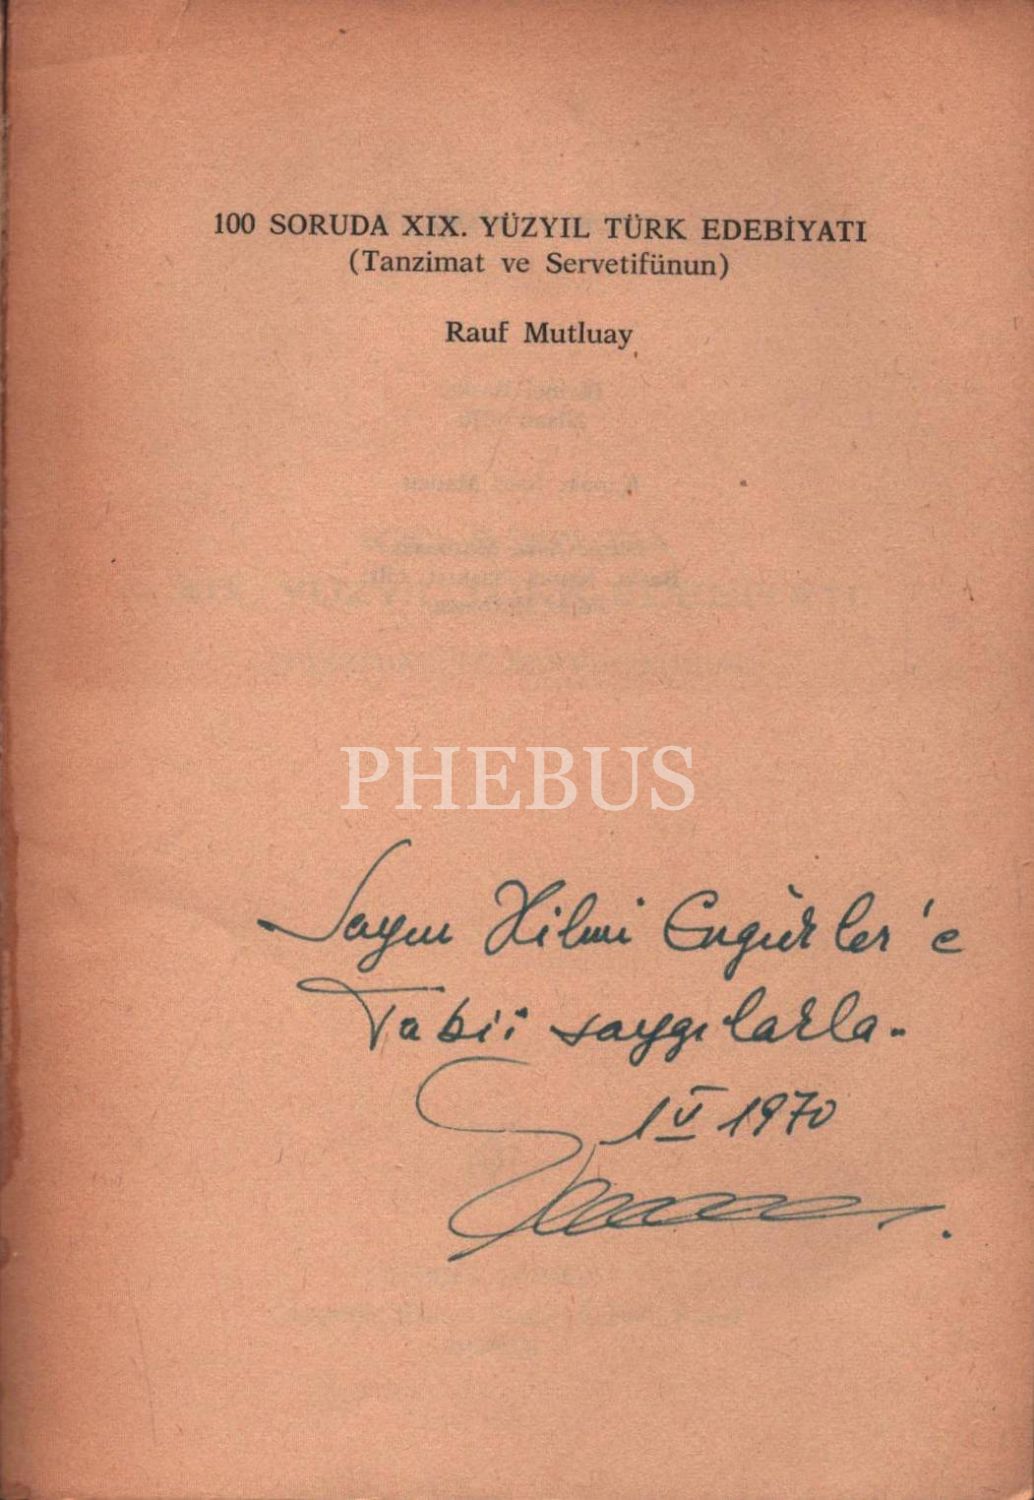 100 SORUDA XIX. YÜZYIL TÜRK EDEBİYATI
(Tanzimat ve Servetifünun)
Rauf Mutluay
PHEBUS
Sayın Hilmi Engürler'e
Tabii saygılarla..
1 V 1970